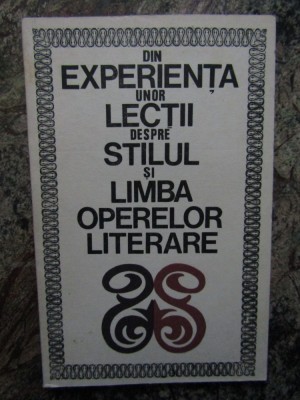 DIN
EXPERIENȚA
UNOR
LECȚII
DESPRE
STILUL
ȘI
LIMBA
OPERELOR
LITERARE